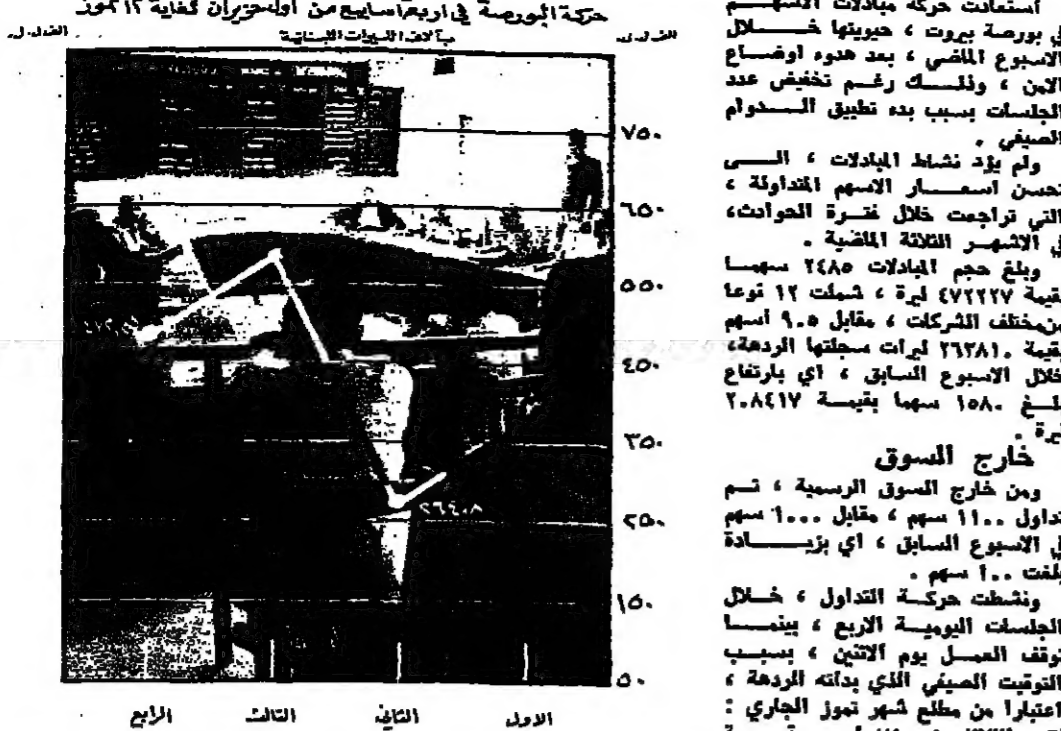 حركة البورصة في اربعة اسابيع من اول حزيران لغاية ١٢ تموز
بآلاف الليرات اللبنانية
الف ل.ل.
الف ل.ل.
٧٥٠
٦٥٠
٥٥٠
٤٥٠
٣٥٠
٢٥٠
١٥٠
٥٠
٢٦٤٠٨
الاول
الثاني
الثالث
الرابع
استعادت حركة مبادلات الاسهم
في بورصة بيروت ، حيويتها خلال
الاسبوع الماضي ، بعد هدوء اوضاع
الامن ، وذلك رغم تخفيض عدد
الجلسات بسبب بدء تطبيق الدوام
الصيفي .
ولم يؤد نشاط المبادلات ، الى
تحسن اسعار الاسهم المتداولة ،
التي تراجعت خلال فترة الحوادث،
في الاشهر الثلاثة الماضية .
وبلغ حجم المبادلات ٢٤٨٥ سهما
بقيمة ٤٧٢٢٢٧ ليرة ، شملت ١٢ نوعا
من مختلف الشركات ، مقابل ٩٠٥ أسهم
بقيمة ٢٦٣٨١٠ ليرات سجلتها الردهة،
خلال الاسبوع السابق ، اي بارتفاع
بلغ ١٥٨٠ سهما بقيمة ٢٠٨٤١٧
ليرة .
خارج السوق
ومن خارج السوق الرسمية ، تم
تداول ١١٠٠ سهم ، مقابل ١٠٠٠ سهم
في الاسبوع السابق ، اي بزيادة
بلغت ١٠٠ سهم .
ونشطت حركة التداول ، خلال
الجلسات اليومية الاربع ، بينما
توقف العمل يوم الاثنين ، بسبب
التوقيت الصيفي الذي بدأته الردهة ،
اعتبارا من مطلع شهر تموز الجاري :